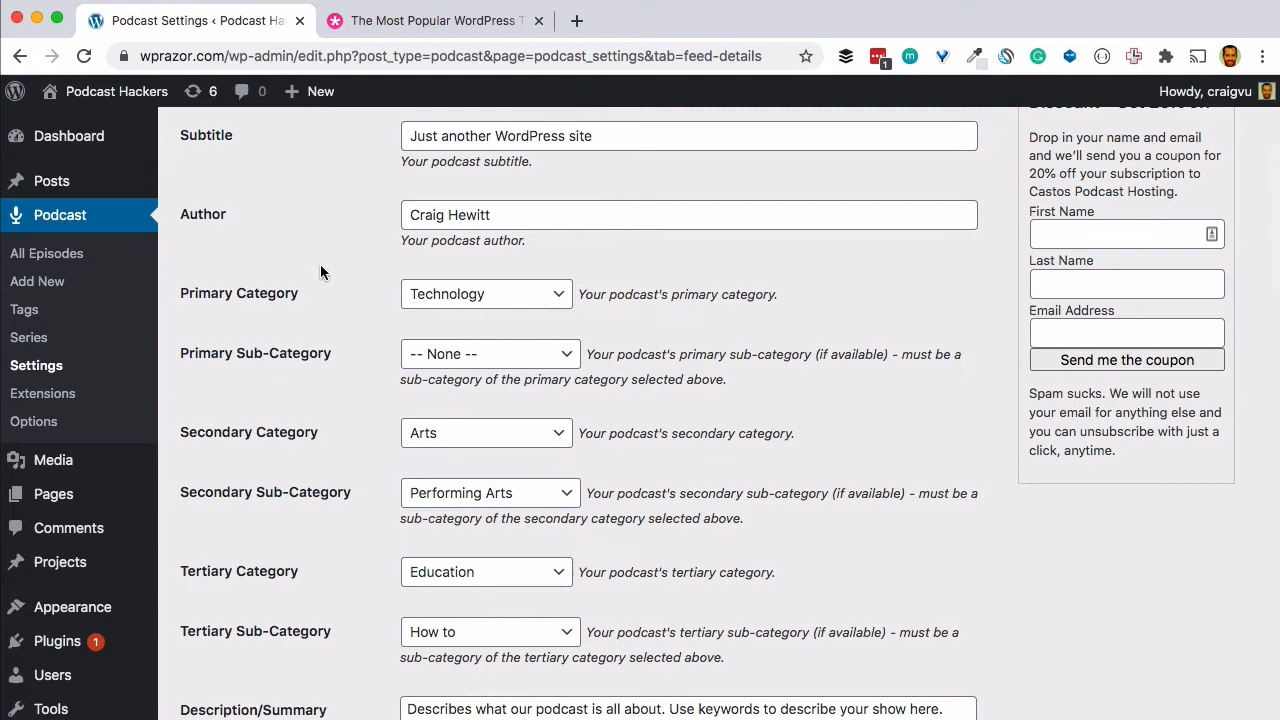 Podcast Settings ‹ Podcast Ha
The Most Popular WordPress T
wprazor.com/wp-admin/edit.php?post_type=podcast&page=podcast_settings&tab=feed-details
1
m
Podcast Hackers
6
0
New
Howdy, craigvu
Dashboard
Posts
Podcast
All Episodes
Add New
Tags
Series
Settings
Extensions
Options
Media
Pages
Comments
Projects
Appearance
Plugins 1
Users
Tools
Subtitle
Just another WordPress site
Your podcast subtitle.
Author
Craig Hewitt
Your podcast author.
Primary Category
Technology
Your podcast's primary category.
Primary Sub-Category
-- None --
Your podcast's primary sub-category (if available) - must be a
sub-category of the primary category selected above.
Secondary Category
Arts
Your podcast's secondary category.
Secondary Sub-Category
Performing Arts
Your podcast's secondary sub-category (if available) - must be a
sub-category of the secondary category selected above.
Tertiary Category
Education
Your podcast's tertiary category.
Tertiary Sub-Category
How to
Your podcast's tertiary sub-category (if available) - must be a
sub-category of the tertiary category selected above.
Description/Summary
Describes what our podcast is all about. Use keywords to describe your show here.
Drop in your name and email
and we'll send you a coupon for
20% off your subscription to
Castos Podcast Hosting.
First Name
Last Name
Email Address
Send me the coupon
Spam sucks. We will not use
your email for anything else and
you can unsubscribe with just a
click, anytime.